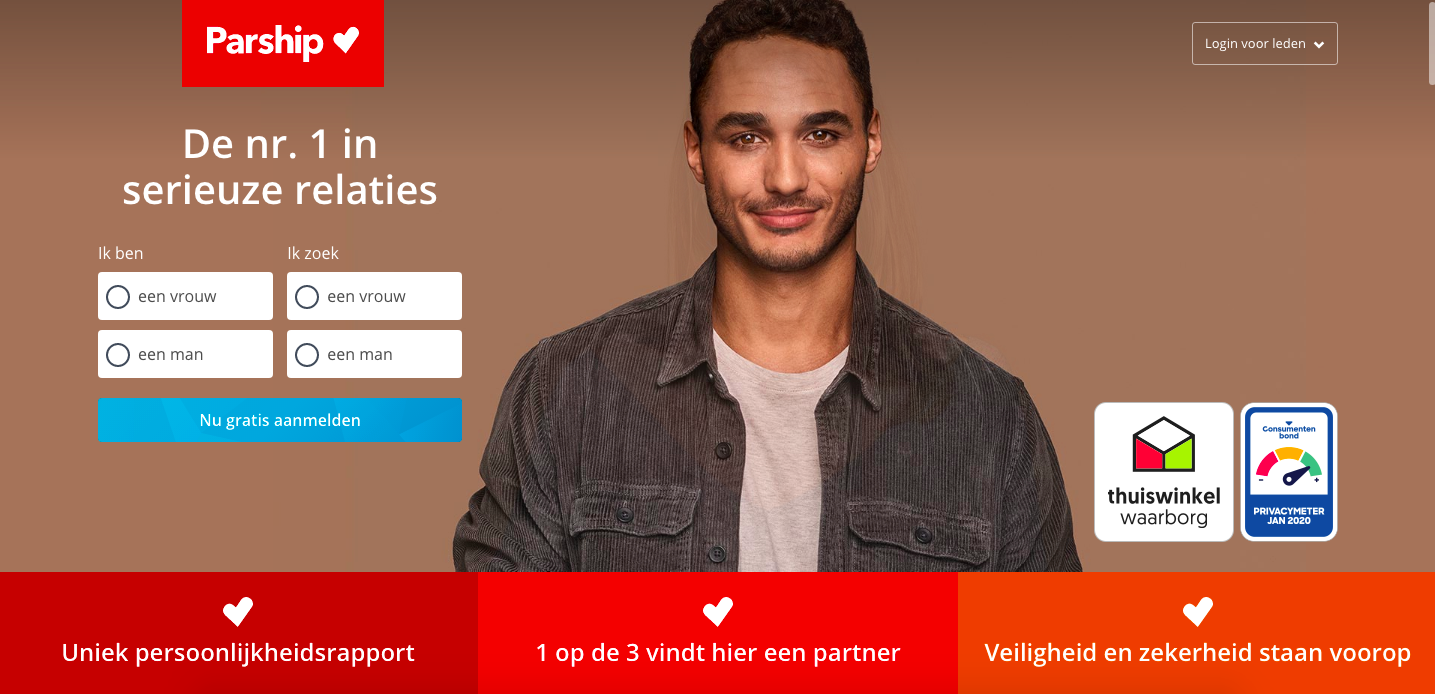 Parship
Login voor leden
De nr. 1 in
serieuze relaties
Ik ben
Ik zoek
een vrouw
een vrouw
een man
een man
Nu gratis aanmelden
thuiswinkel
waarborg
Consumenten
bond
- +
PRIVACYMETER
JAN 2020
Uniek persoonlijkheidsrapport
1 op de 3 vindt hier een partner
Veiligheid en zekerheid staan voorop